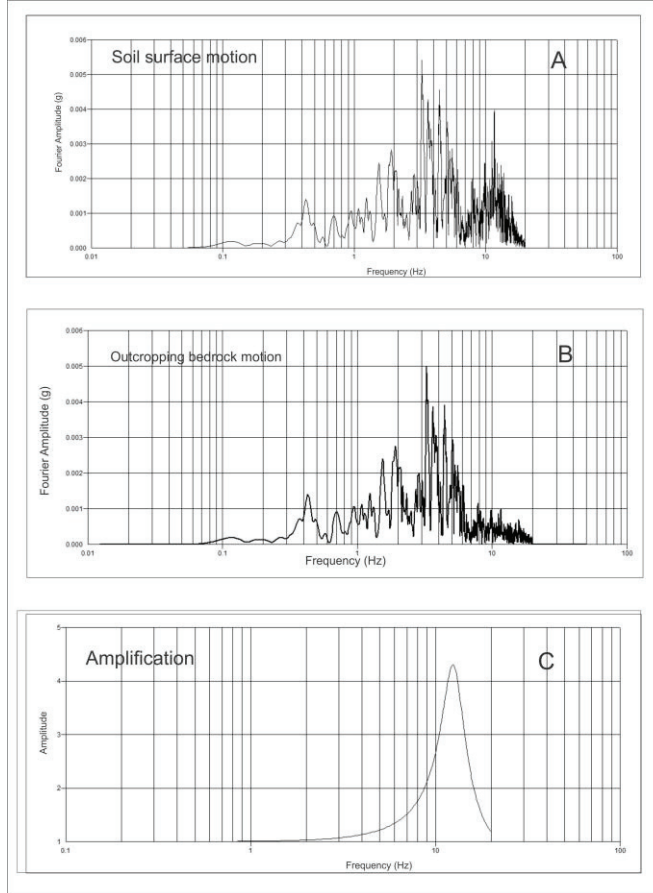 Soil surface motion
A
0.006
0.005
0.004
0.003
0.002
0.001
0.000
Fourier Amplitude (g)
0.01 0.1 1 10 100
Frequency (Hz)
Outcropping bedrock motion
B
0.006
0.005
0.004
0.003
0.002
0.001
0.000
Fourier Amplitude (g)
0.01 0.1 1 10 100
Frequency (Hz)
Amplification
C
5
4
3
2
1
Amplitude
0.1 1 10 100
Frequency (Hz)